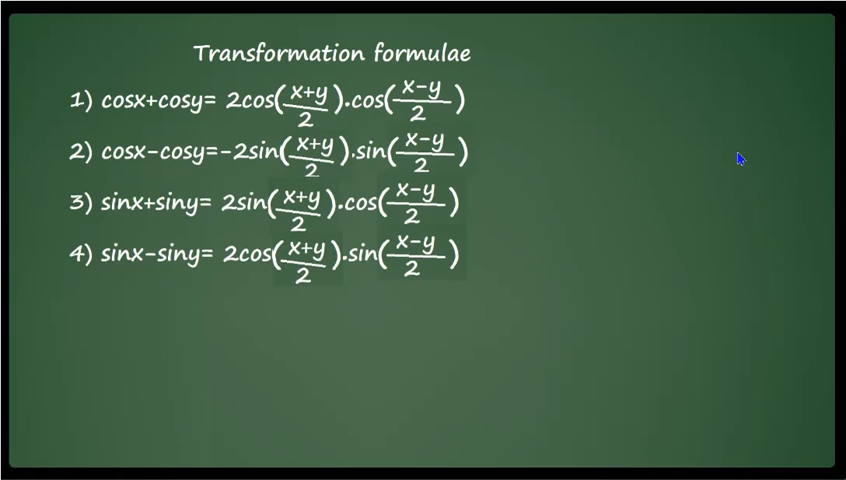 Transformation formulae
1) cosx+cosy= 2cos(x+y/2).cos(x-y/2)
2) cosx-cosy=-2sin(x+y/2).sin(x-y/2)
3) sinx+siny= 2sin(x+y/2).cos(x-y/2)
4) sinx-siny= 2cos(x+y/2).sin(x-y/2)